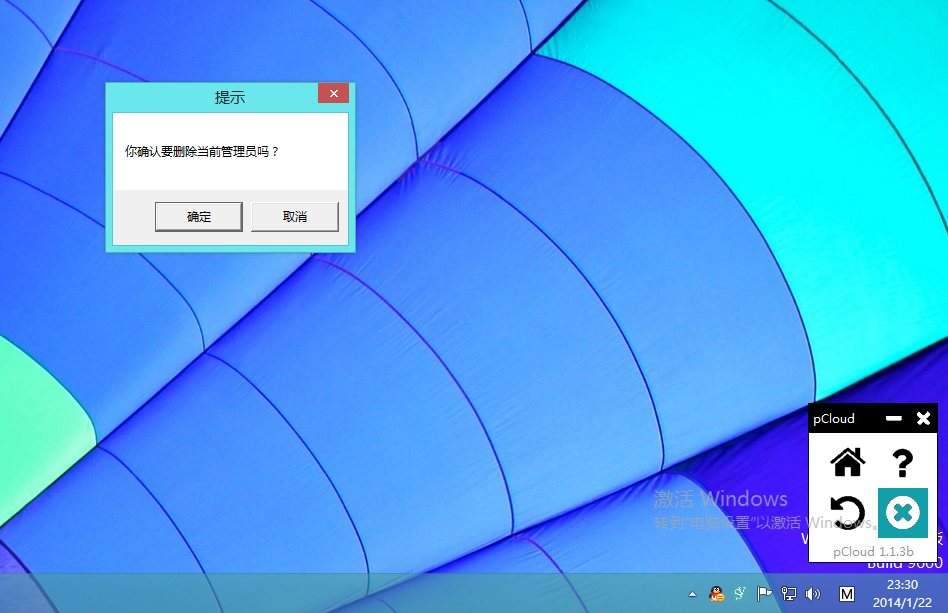 提示
你确认要删除当前管理员吗？
确定
取消
pCloud
激活 Windows
转到"电脑设置"以激活 Windows。
pCloud 1.1.3b
Build 9600
M
23:30
2014/1/22